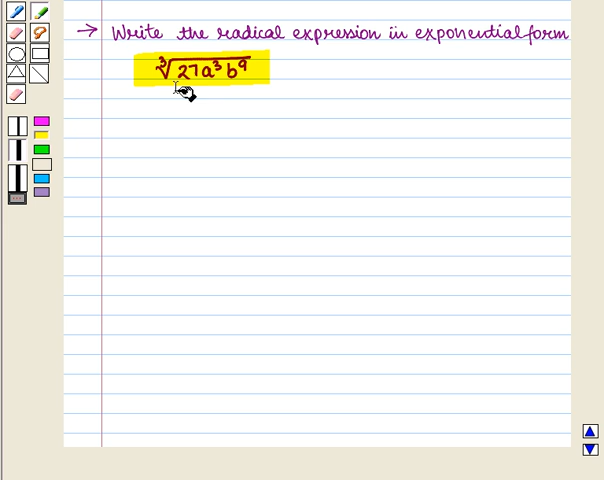 → Write the radical expression in exponential form
∛27a³b⁹